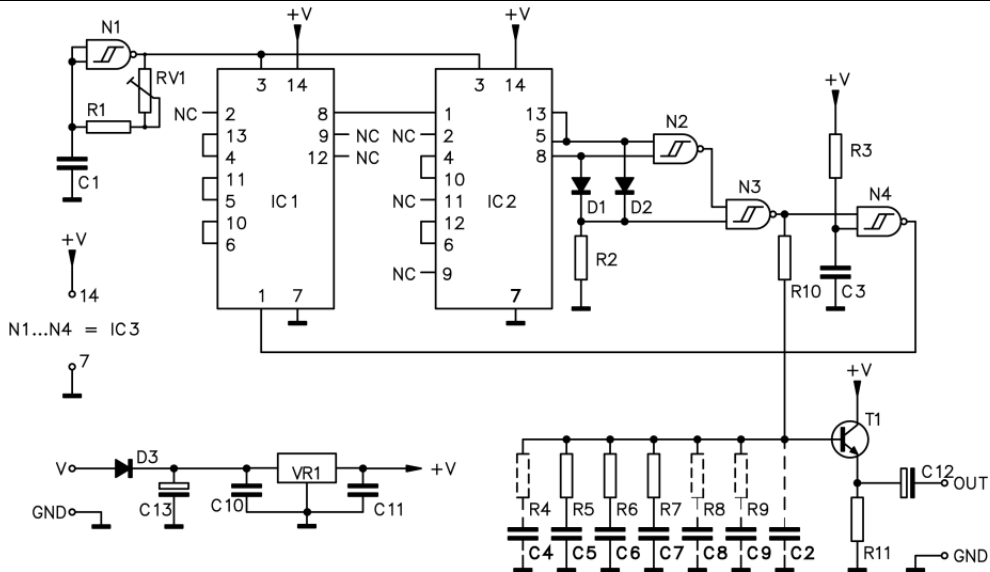 +V
+V
N1
RV1
R1
C1
3
14
NC
2
13
4
11
5
10
6
8
9
NC
12
NC
IC1
1
7
3
14
1
NC
2
4
10
NC
11
12
6
NC
9
13
5
8
IC2
7
N2
D1
D2
R2
N3
+V
R3
N4
R10
C3
+V
14
N1...N4 = IC3
7
V
D3
VR1
+V
C13
C10
C11
GND
+V
T1
C12
OUT
R4
R5
R6
R7
R8
R9
R11
C4
C5
C6
C7
C8
C9
C2
GND